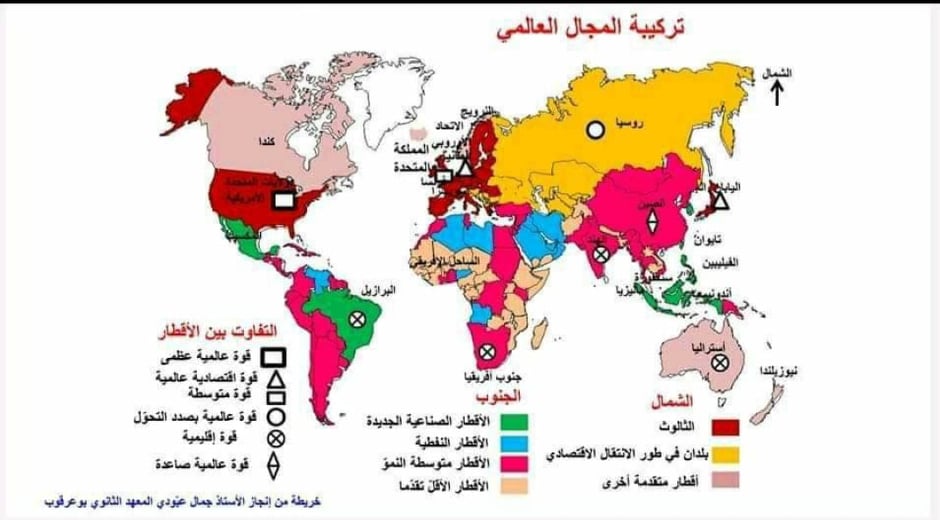 تركيبة المجال العالمي
الشمال
كندا
المملكة
المتحدة
الاتحاد
النرويج
روسيا
الصين
اليابان
الهند
تايوان
الفيليبين
سنغافورة
ماليزيا
أندونيسيا
الساحل الإفريقي
البرازيل
جنوب أفريقيا
أستراليا
نيوزيلندا
الولايات المتحدة
الأمريكية
المكسيك
التفاوت بين الأقطار
قوة عالمية عظمى
قوة اقتصادية عالمية
قوة متوسطة
قوة عالمية بصدد التحوّل
قوة إقليمية
قوة عالمية صاعدة
الجنوب
الأقطار الصناعية الجديدة
الأقطار النفطية
الأقطار متوسطة النموّ
الأقطار الأقلّ تقدّما
الشمال
الثالوث
بلدان في طور الانتقال الاقتصادي
أقطار متقدمة أخرى
خريطة من إنجاز الأستاذ جمال عبّودي المعهد الثانوي بوعرقوب